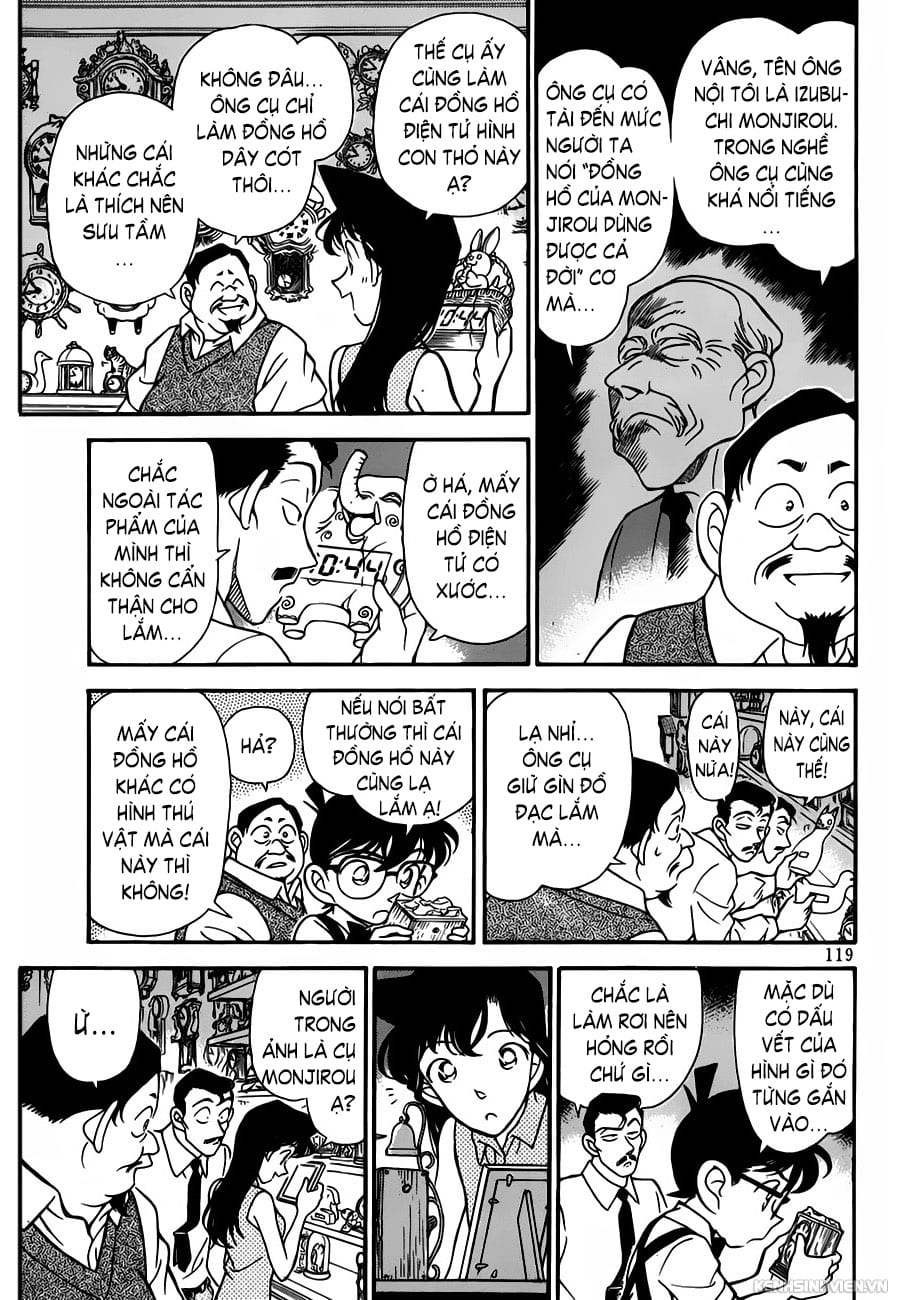 VÂNG, TÊN ÔNG
NỘI TÔI LÀ IZUBU-
CHI MONJIROU.
TRONG NGHỀ
ÔNG CỤ CŨNG
KHÁ NỔI TIẾNG
...
ÔNG CỤ CÓ
TÀI ĐẾN MỨC
NGƯỜI TA
NÓI “ĐỒNG
HỒ CỦA MON-
JIROU DÙNG
ĐƯỢC CẢ
ĐỜI” CƠ
MÀ...
THẾ CỤ ẤY
CŨNG LÀM
CÁI ĐỒNG HỒ
ĐIỆN TỬ HÌNH
CON THỎ NÀY
Ạ?
KHÔNG ĐÂU...
ÔNG CỤ CHỈ
LÀM ĐỒNG HỒ
DÂY CÓT
THÔI...
NHỮNG CÁI
KHÁC CHẮC
LÀ THÍCH NÊN
SƯU TẦM
...
0:44
Ờ HÁ, MẤY
CÁI ĐỒNG
HỒ ĐIỆN
TỬ CÓ
XƯỚC...
0:44
CHẮC
NGOÀI TÁC
PHẨM CỦA
MÌNH THÌ
KHÔNG CẨN
THẬN CHO
LẮM...
NÀY, CÁI
NÀY CŨNG
THẾ!
CÁI
NÀY
NỮA!
LẠ NHỈ...
ÔNG CỤ
GIỮ GÌN ĐỒ
ĐẠC LẮM
MÀ...
NẾU NÓI BẤT
THƯỜNG THÌ CÁI
ĐỒNG HỒ NÀY
CŨNG LẠ
LẮM Ạ!
HẢ?
MẤY CÁI
ĐỒNG HỒ
KHÁC CÓ
HÌNH THÚ
VẬT MÀ CÁI
NÀY THÌ
KHÔNG!
119
MẶC DÙ
CÓ DẤU
VẾT CỦA
HÌNH GÌ ĐÓ
TỪNG GẮN
VÀO...
CHẮC LÀ
LÀM RƠI NÊN
HỎNG RỒI
CHỨ GÌ...
NGƯỜI
TRONG
ẢNH LÀ CỤ
MONJIROU
Ạ?
Ừ...
KENHSINHVIEN.VN